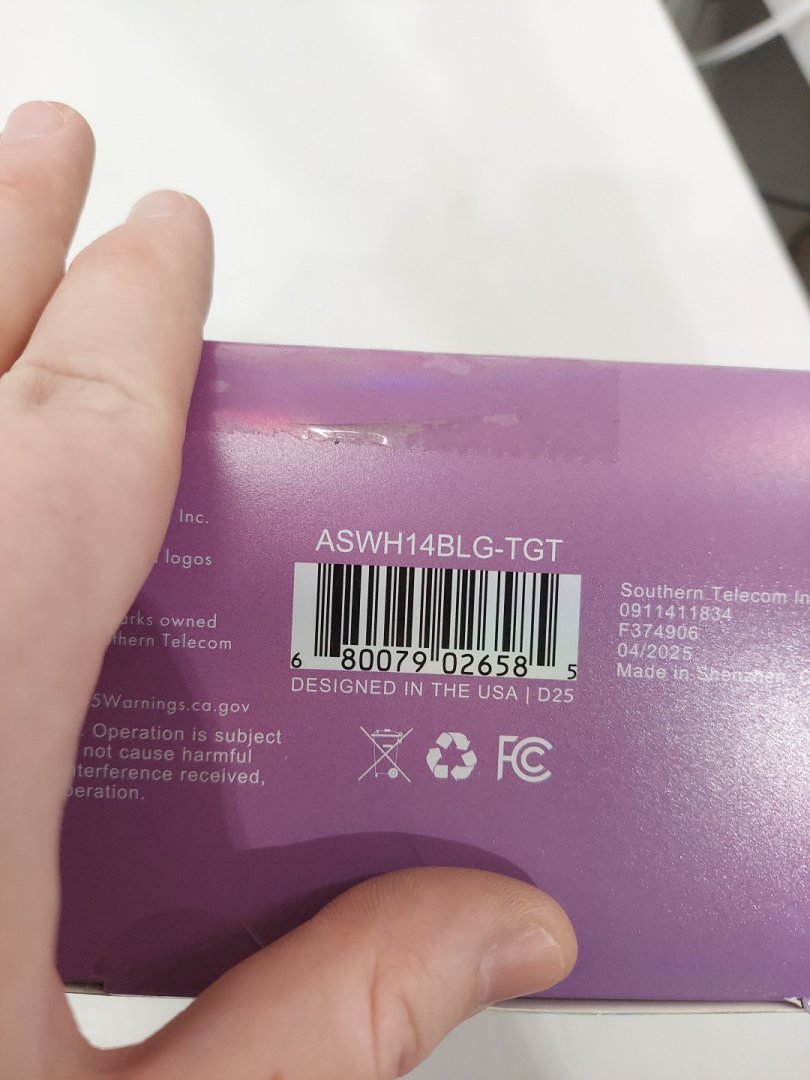 Inc.
logos
arks owned
thern Telecom
5Warnings.ca.gov
. Operation is subject
not cause harmful
nterference received,
peration.
ASWH14BLG-TGT
6 80079 02658 5
DESIGNED IN THE USA | D25
FC
Southern Telecom In
0911411834
F374906
04/2025
Made in Shenzhen